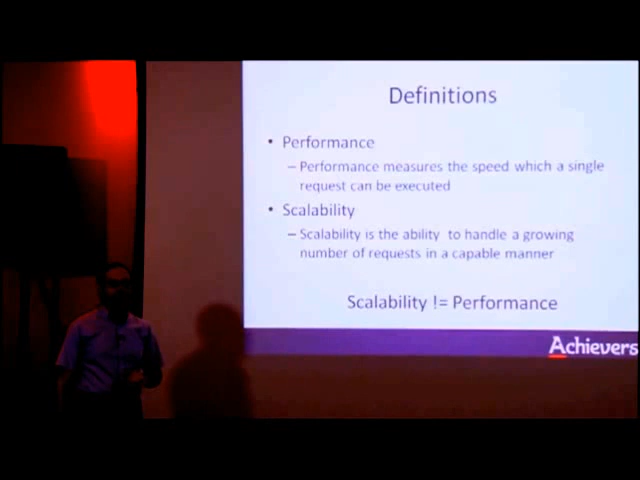 Definitions
• Performance
– Performance measures the speed which a single
request can be executed
• Scalability
– Scalability is the ability to handle a growing
number of requests in a capable manner
Scalability != Performance
Achievers